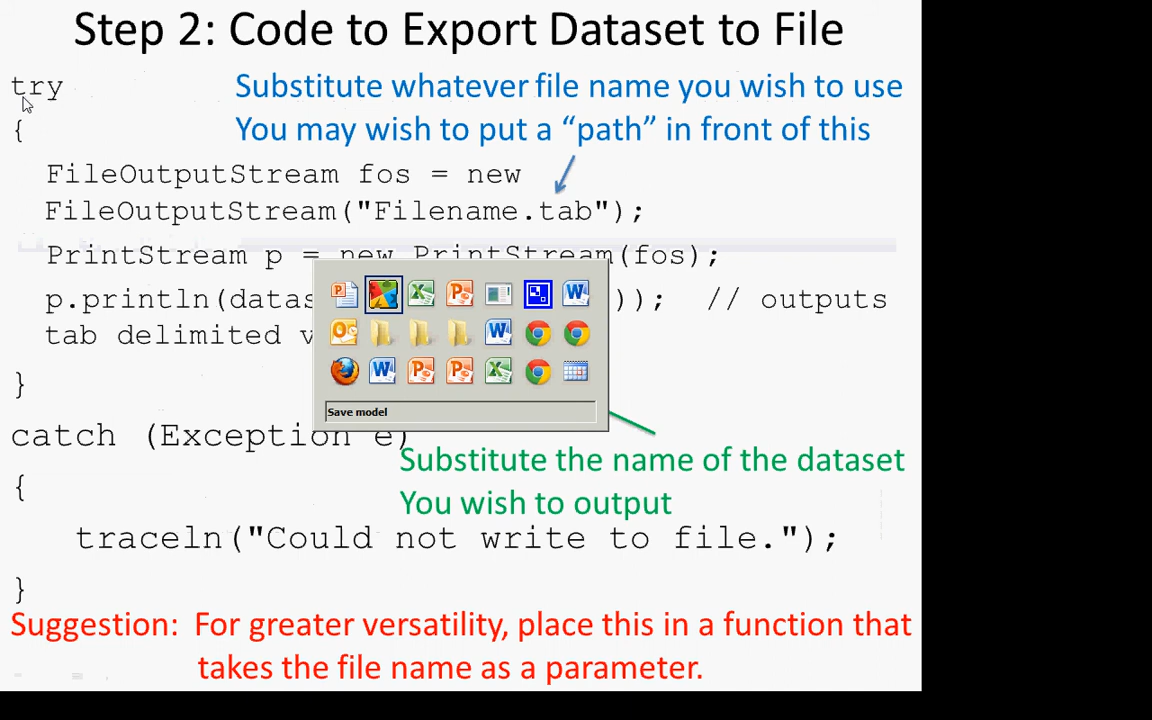 Step 2: Code to Export Dataset to File
try
Substitute whatever file name you wish to use
{
You may wish to put a “path” in front of this
FileOutputStream fos = new
FileOutputStream("Filename.tab");
PrintStream p = new PrintStream(fos);
p.println( )); // outputs
tab delimited
Save model
}
catch (Exception e)
Substitute the name of the dataset
{
You wish to output
traceln("Could not write to file.");
}
Suggestion: For greater versatility, place this in a function that
takes the file name as a parameter.